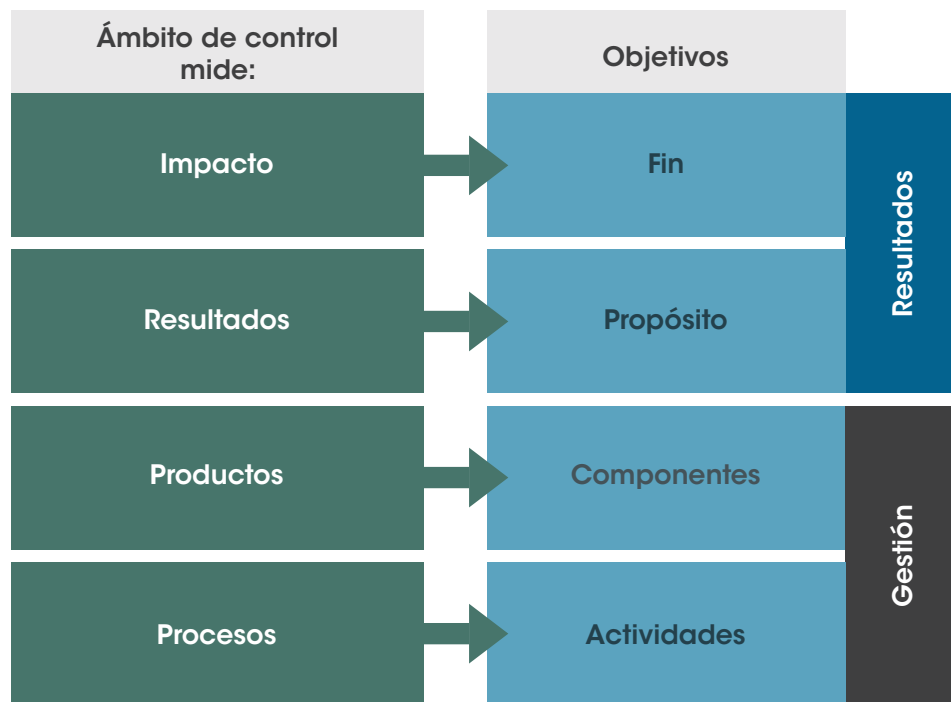 Ámbito de control
mide:
Objetivos
Impacto
Fin
Resultados
Propósito
Resultados
Productos
Componentes
Procesos
Actividades
Gestión